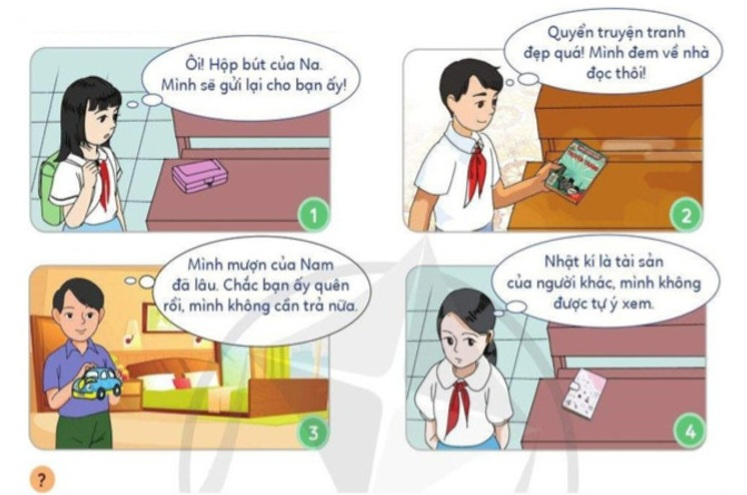 Ôi! Hộp bút của Na.
Mình sẽ gửi lại cho bạn ấy!
1
Quyển truyện tranh
đẹp quá! Mình đem về nhà
đọc thôi!
2
Mình mượn của Nam
đã lâu. Chắc bạn ấy quên
rồi, mình không cần trả nữa.
3
Nhật kí là tài sản
của người khác, mình không
được tự ý xem.
4
?